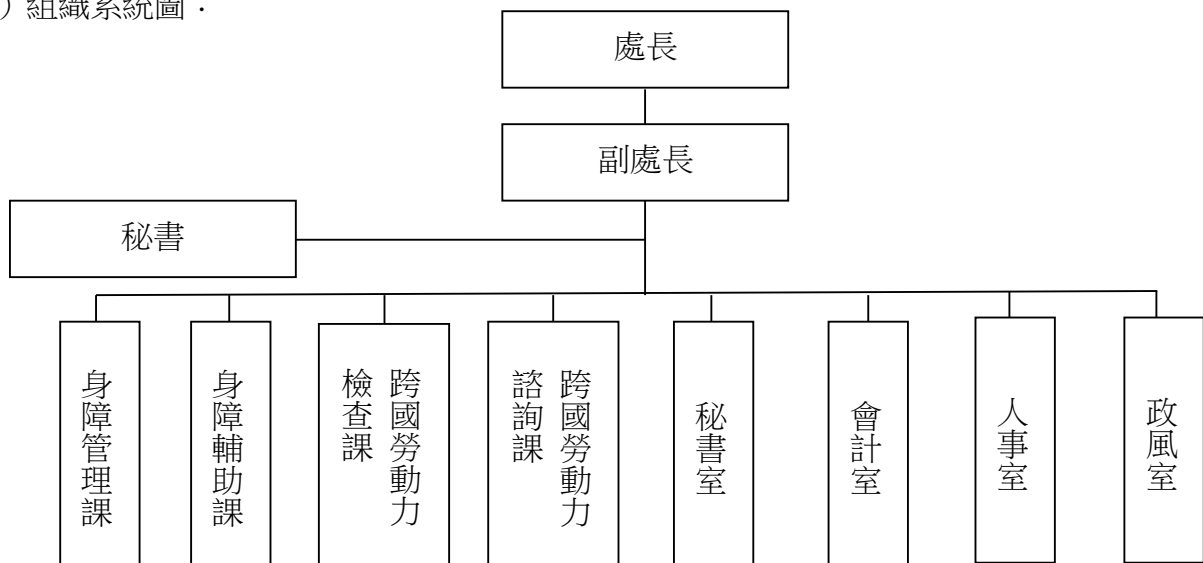 ）組織系統圖：
處長
副處長
秘書
身障管理課
身障輔助課
跨國勞動力
檢查課
跨國勞動力
諮詢課
秘書室
會計室
人事室
政風室